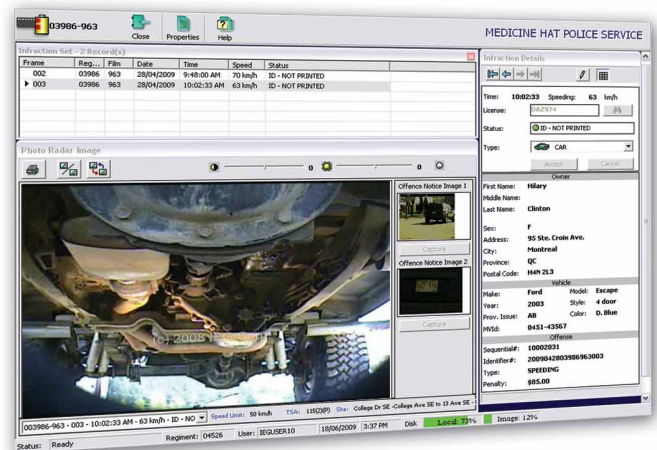 03986-963
Close Properties Help
MEDICINE HAT POLICE SERVICE
Infraction Set - 2 Record(s)
Frame Reg... Film Date Time Speed Status
002 03986 963 28/04/2009 9:48:00 AM 70 km/h ID - NOT PRINTED
003 03986 963 28/04/2009 10:02:33 AM 63 km/h ID - NOT PRINTED
Photo Radar Image
0 0
Offence Notice Image 1
Capture
Offence Notice Image 2
Capture
(c) 2008
003986-963 - 003 - 10:02:33 AM - 63 km/h - ID - NO
Speed Limit: 50 km/h TSA: 115(2)(P) Site: College Dr SE -College Ave SE to 13 Ave SE -
Status: Ready Regiment: 04526 User: IEGUSER10 18/06/2009 3:37 PM Disk Local: 73% Image: 12%
Infraction Details
Time: 10:02:33 Speeding: 63 km/h
License: DAZ974
Status: ID - NOT PRINTED
Type: CAR
Accept Cancel
Owner
First Name: Hilary
Middle Name:
Last Name: Clinton
Sex: F
Address: 95 Ste. Croix Ave.
City: Montreal
Province: QC
Postal Code: H4N 2L3
Vehicle
Make: Ford Model: Escape
Year: 2003 Style: 4 door
Prov. Issue: AB Color: D. Blue
MVId: 0451-43567
Offense
Sequential#: 10002031
Identifier#: 2009042803986963003
Type: SPEEDING
Penalty: $85.00